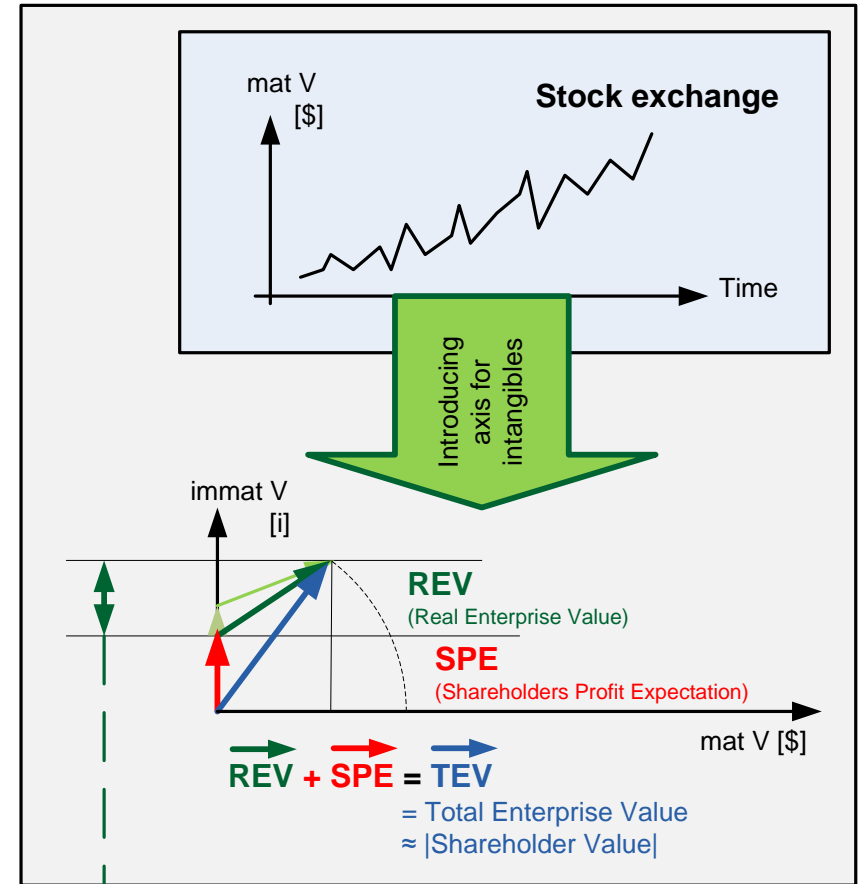 mat V
[$]
Stock exchange
Time
Introducing
axis for
intangibles
immat V
[i]
REV
(Real Enterprise Value)
SPE
(Shareholders Profit Expectation)
mat V [$]
REV + SPE = TEV
= Total Enterprise Value
≈ |Shareholder Value|